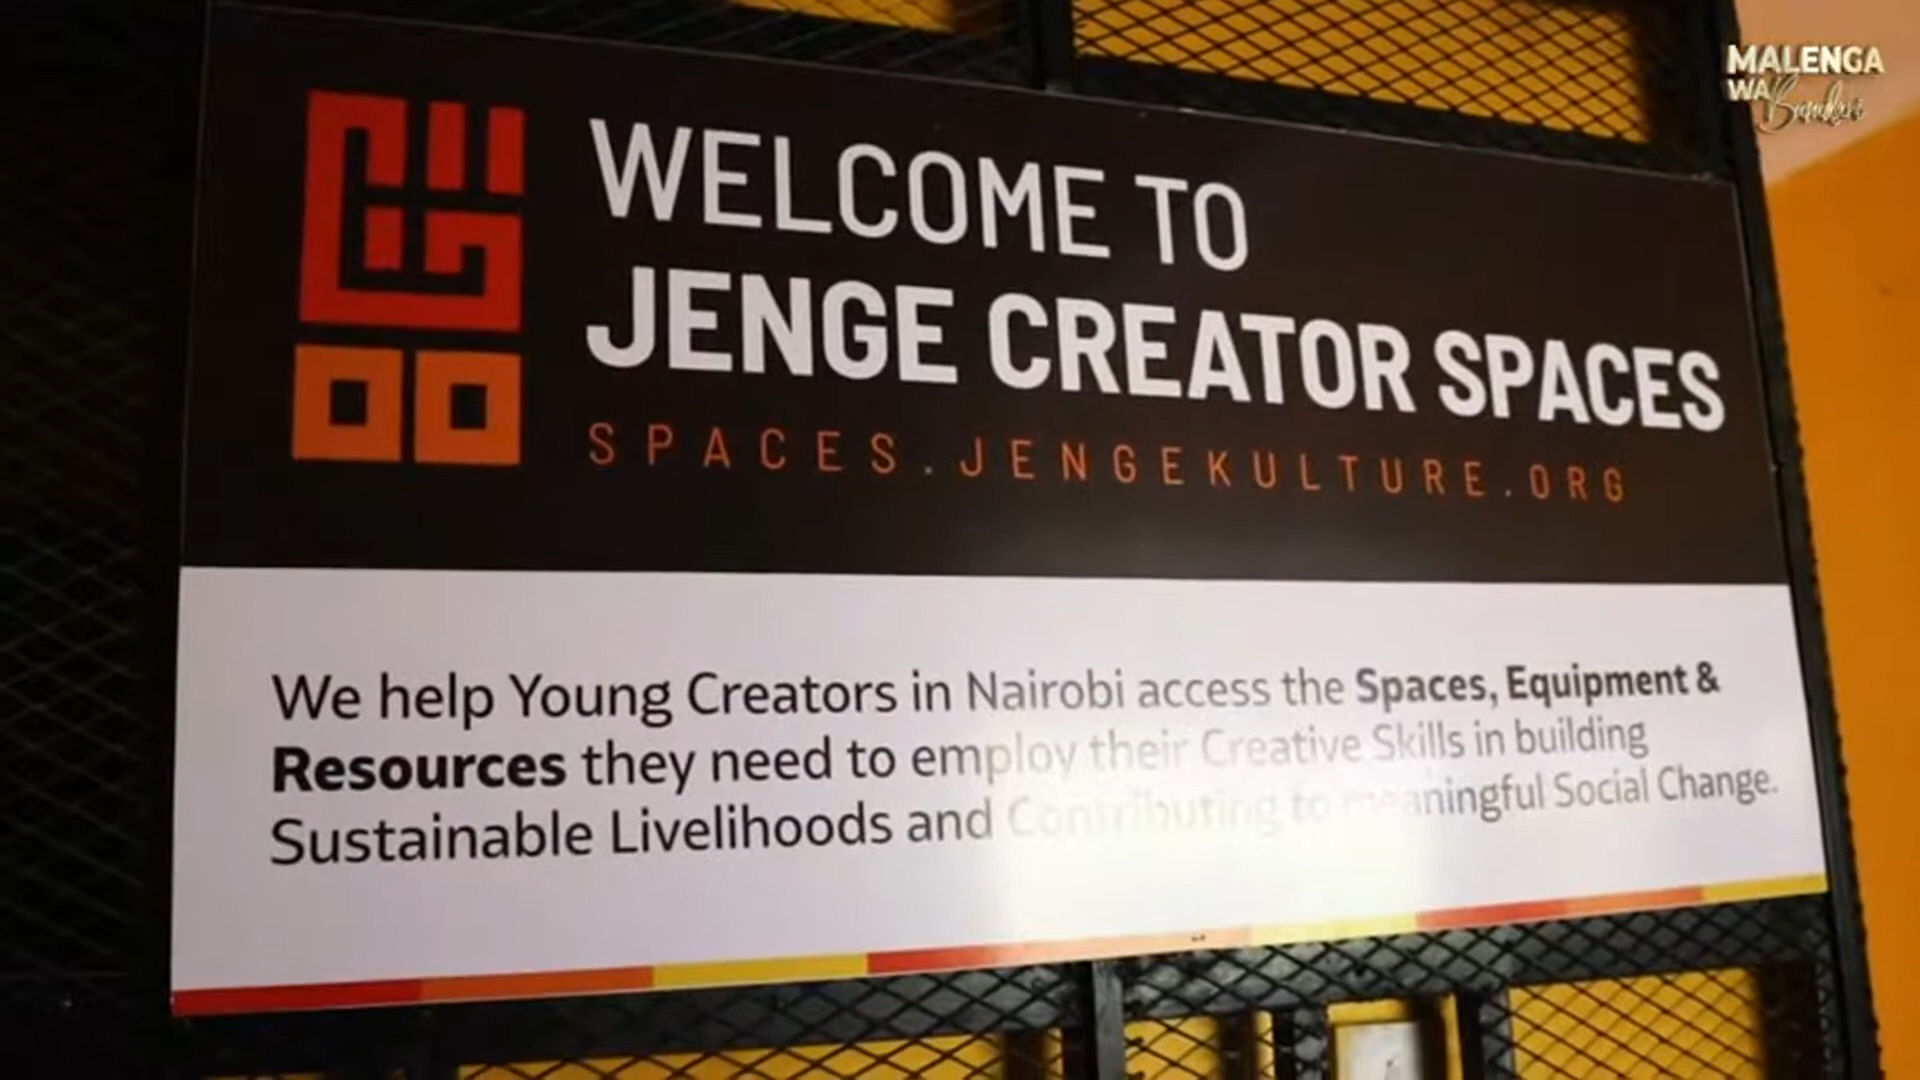 MALENGA
WA
WELCOME TO
JENGE CREATOR SPACES
SPACES.JENGEKULTURE.ORG
We help Young Creators in Nairobi access the Spaces, Equipment &
Resources they need to employ their Creative Skills in building
Sustainable Livelihoods and Contributing to meaningful Social Change.